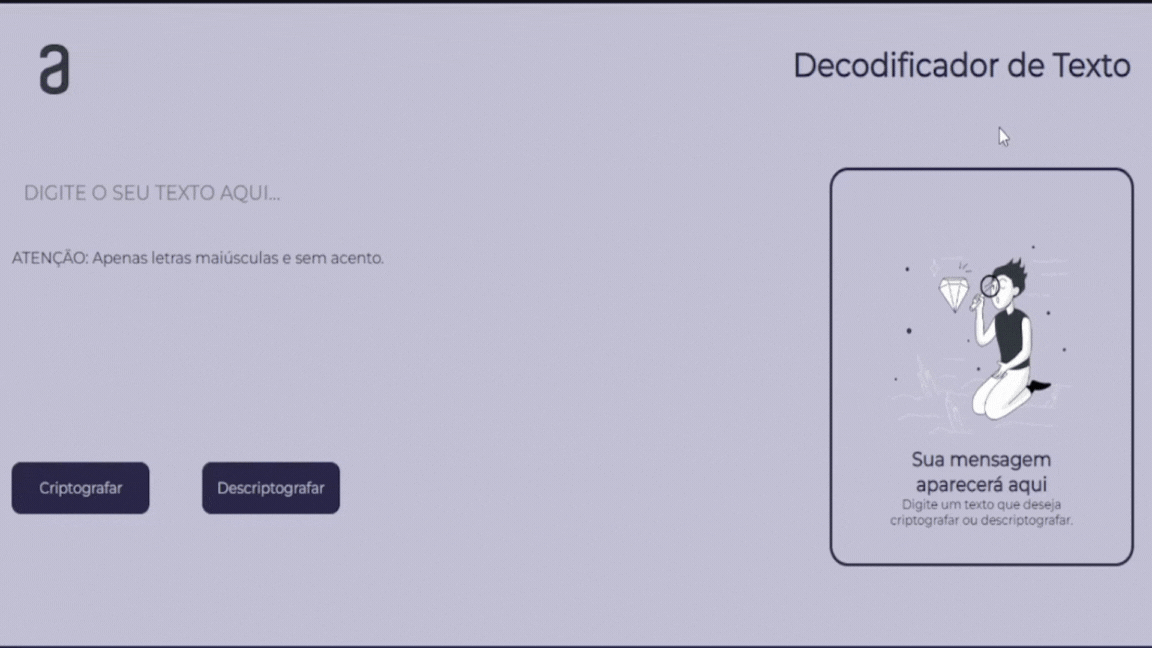 a
Decodificador de Texto
DIGITE O SEU TEXTO AQUI...
ATENÇÃO: Apenas letras maiúsculas e sem acento.
Criptografar
Descriptografar
Sua mensagem
aparecerá aqui
Digite um texto que deseja
criptografar ou descriptografar.